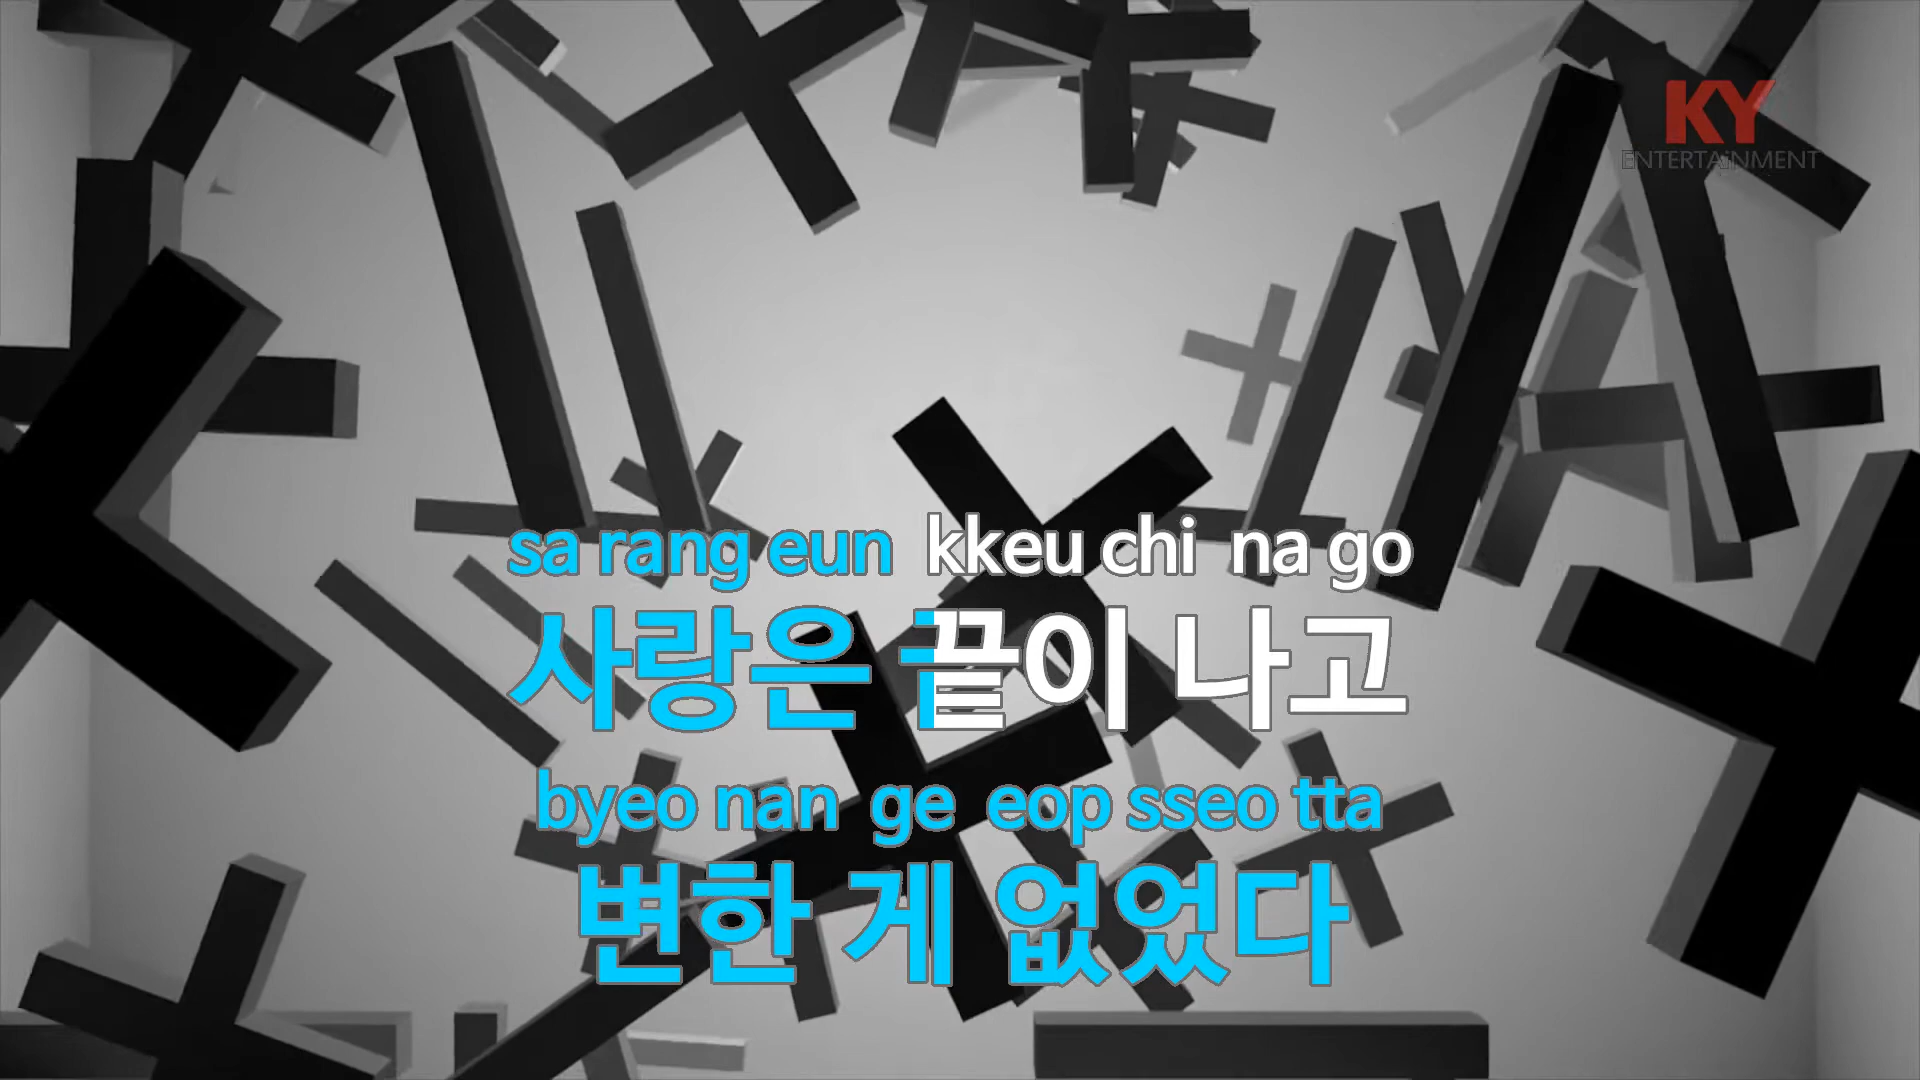 KY
ENTERTAiNMENT
sa rang eun kkeu chi na go
사랑은 끝이 나고
byeo nan ge eop sseo tta
변한 게 없었다